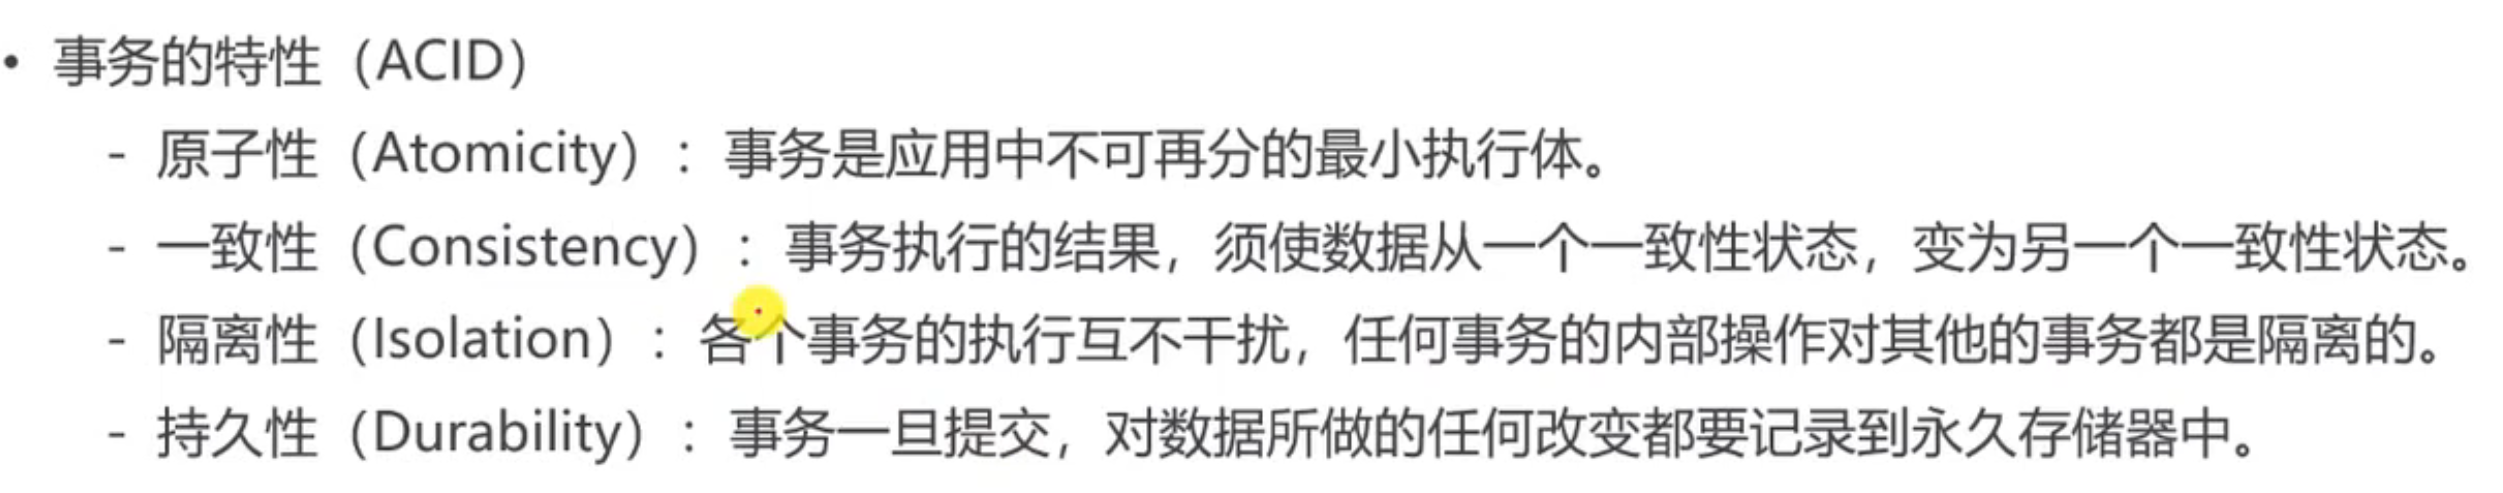 • 事务的特性（ACID）
- 原子性（Atomicity）：事务是应用中不可再分的最小执行体。
- 一致性（Consistency）：事务执行的结果，须使数据从一个一致性状态，变为另一个一致性状态。
- 隔离性（Isolation）：各个事务的执行互不干扰，任何事务的内部操作对其他的事务都是隔离的。
- 持久性（Durability）：事务一旦提交，对数据所做的任何改变都要记录到永久存储器中。